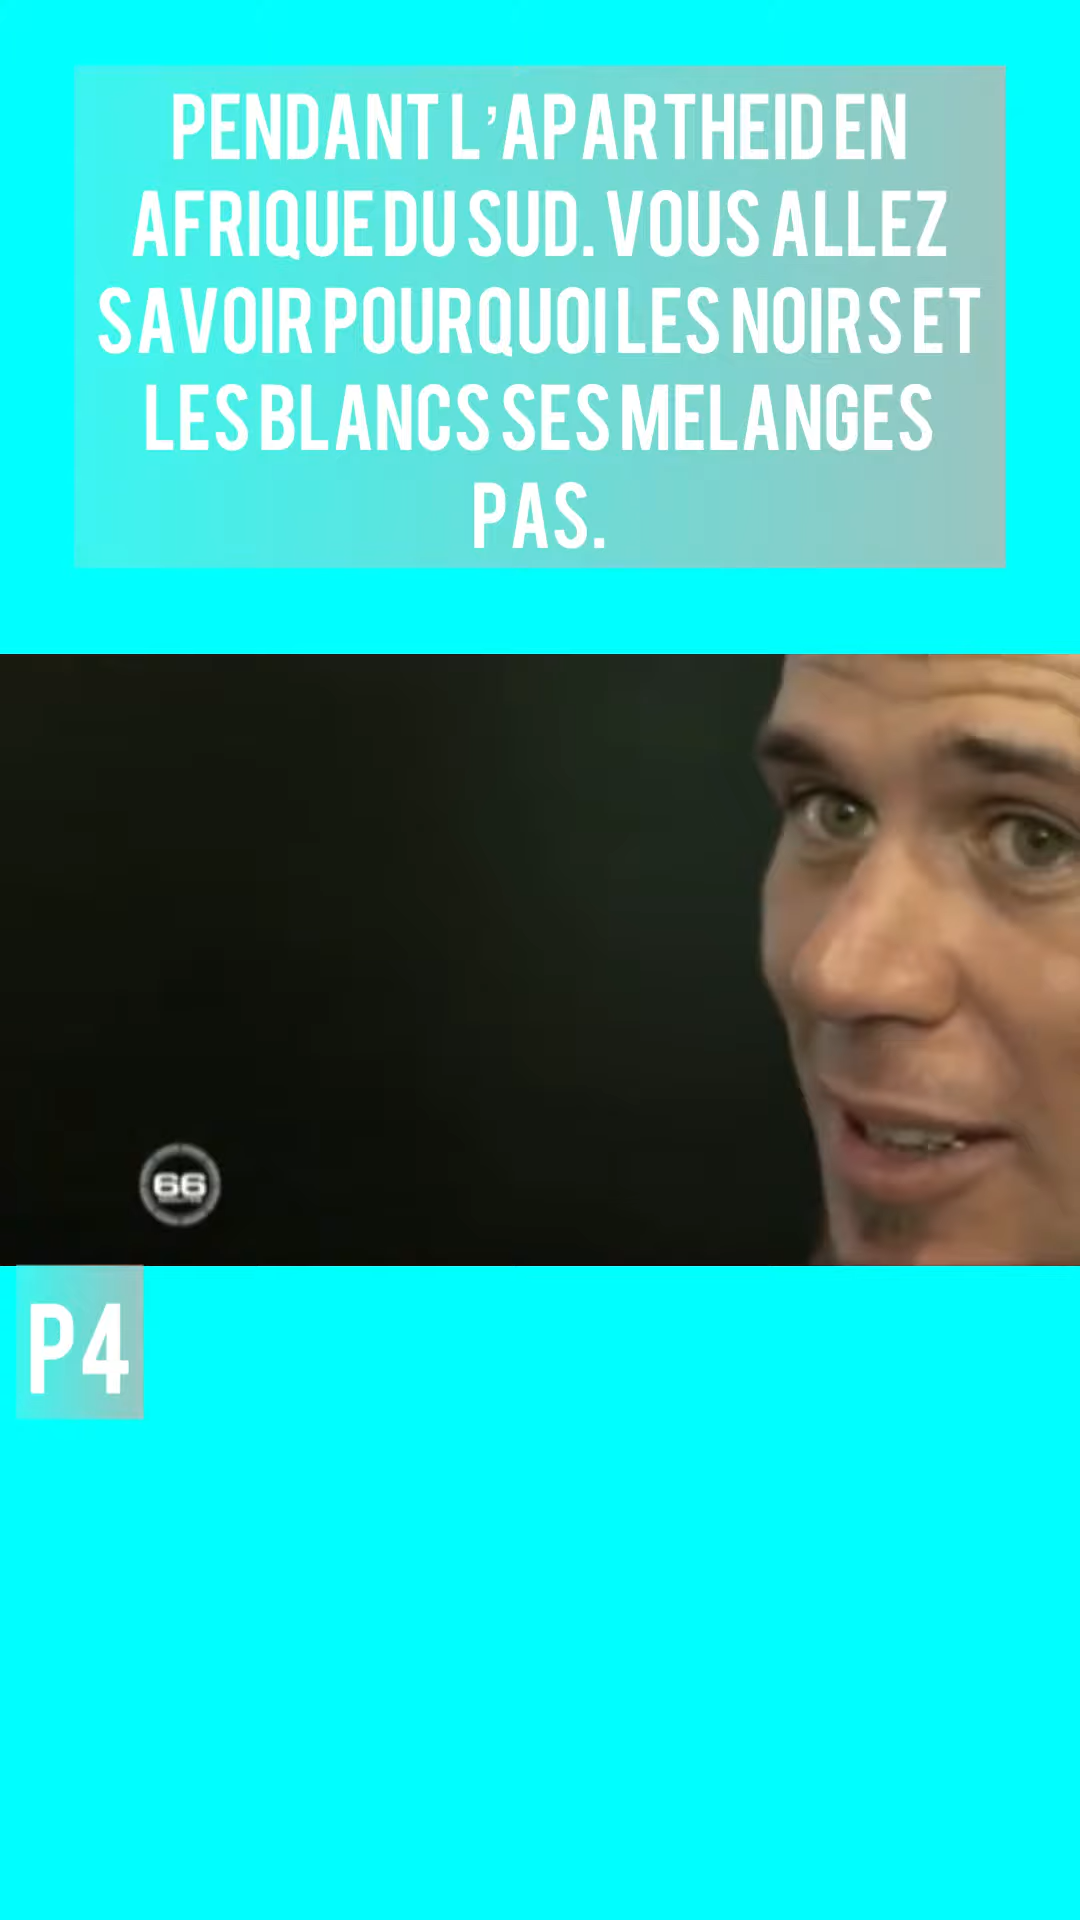 PENDANT L'APARTHEID EN
AFRIQUE DU SUD. VOUS ALLEZ
SAVOIR POURQUOI LES NOIRS ET
LES BLANCS SES MELANGES
PAS.
66
P4